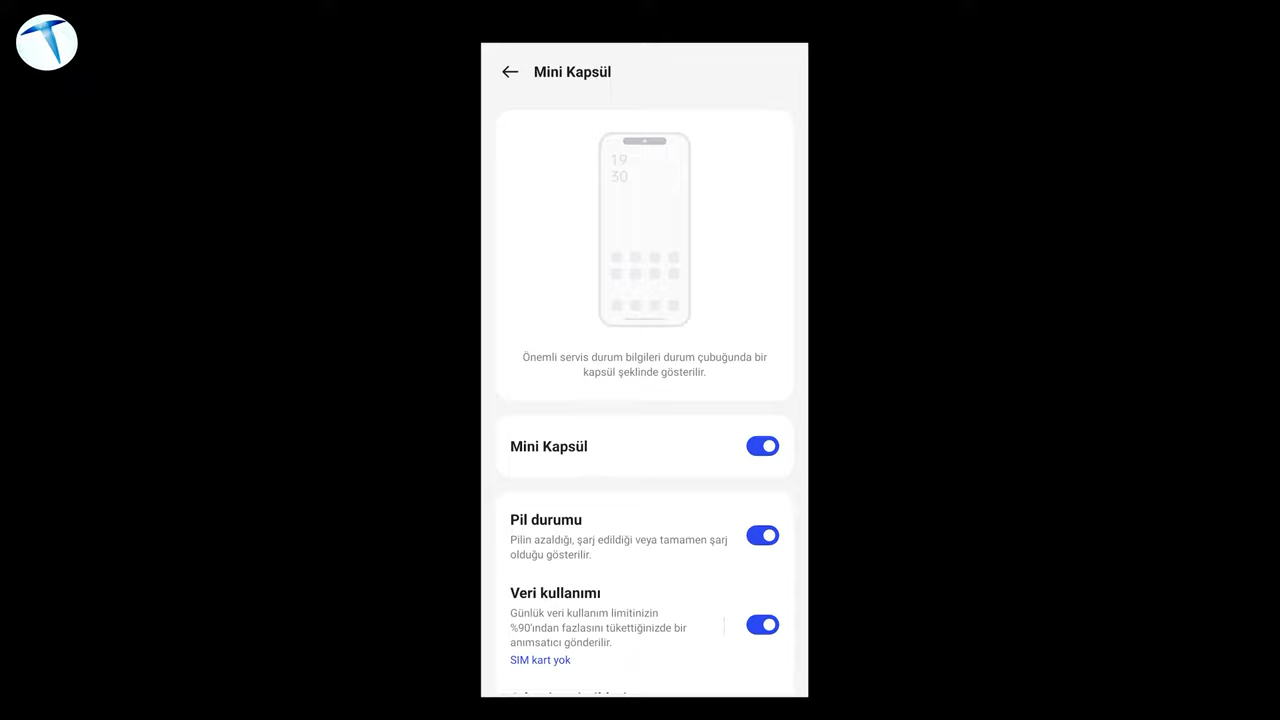 Mini Kapsül
19
30
Önemli servis durum bilgileri durum çubuğunda bir
kapsül şeklinde gösterilir.
Mini Kapsül
Pil durumu
Pilin azaldığı, şarj edildiği veya tamamen şarj
olduğu gösterilir.
Veri kullanımı
Günlük veri kullanım limitinizin
%90'ından fazlasını tükettiğinizde bir
anımsatıcı gönderilir.
SIM kart yok